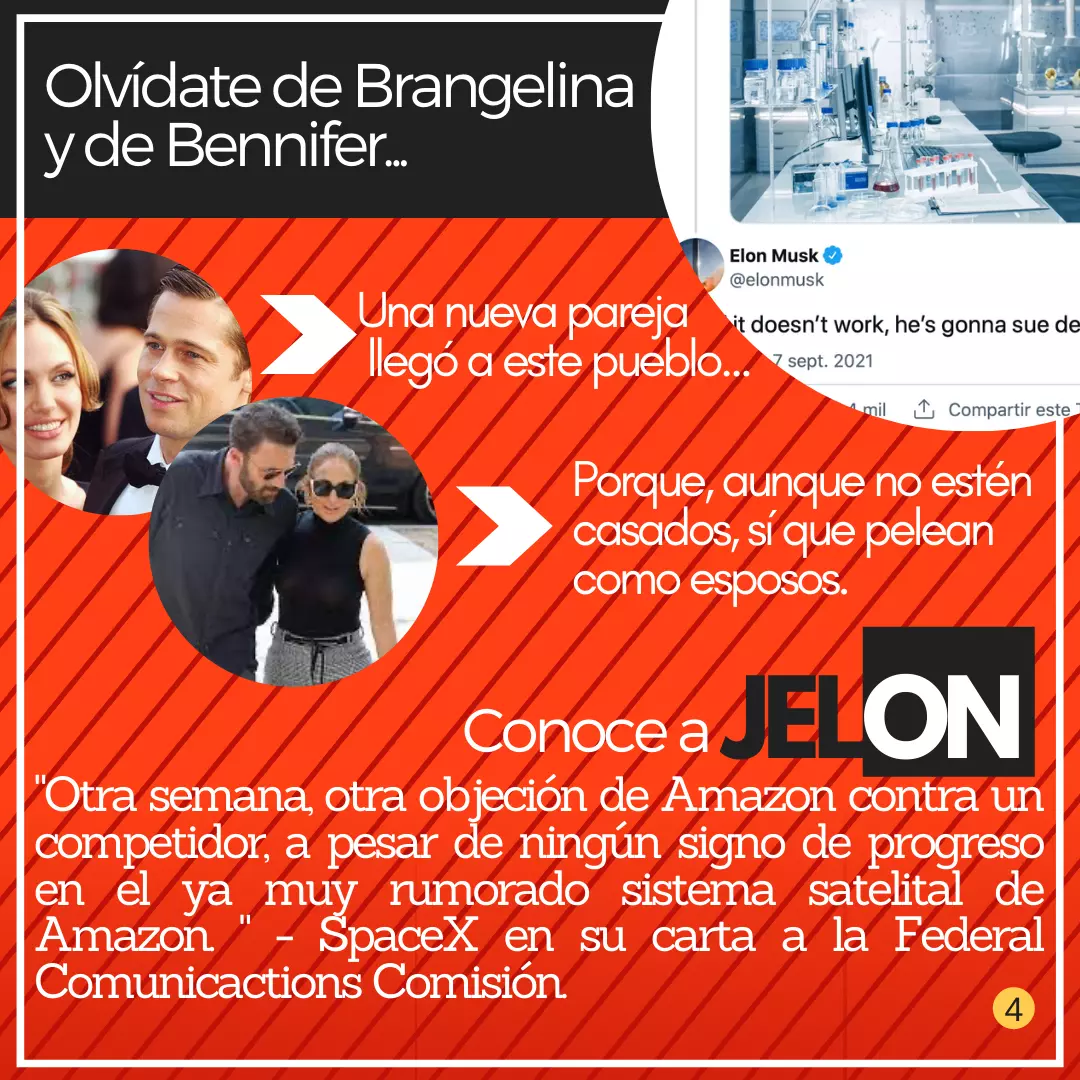 Olvídate de Brangelina
y de Bennifer...
Elon Musk
@elonmusk
it doesn't work, he's gonna sue
7 sept. 2021
mil
Compartir este
Una nueva pareja
llegó a este pueblo...
Porque, aunque no estén
casados, sí que pelean
como esposos.
Conoce a JELON
"Otra semana, otra objeción de Amazon contra un
competidor, a pesar de ningún signo de progreso
en el ya muy rumorado sistema satelital de
Amazon. " - SpaceX en su carta a la Federal
Comunicactions Comisión.
4